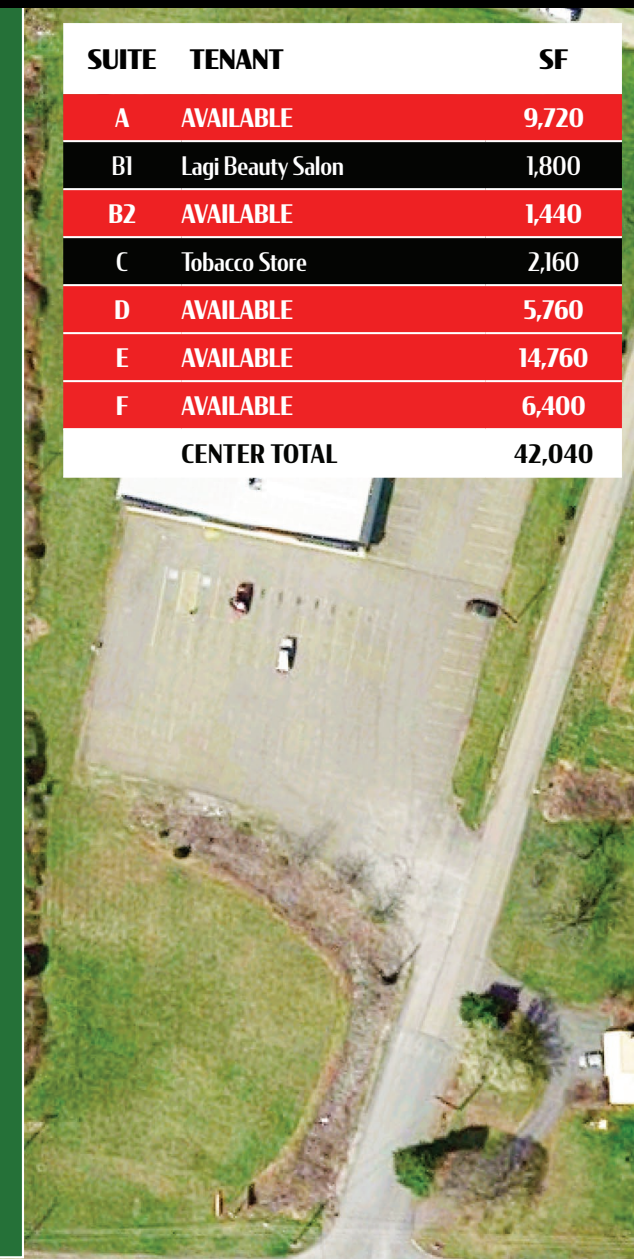 SUITE TENANT SF
A AVAILABLE 9,720
B1 Lagi Beauty Salon 1,800
B2 AVAILABLE 1,440
C Tobacco Store 2,160
D AVAILABLE 5,760
E AVAILABLE 14,760
F AVAILABLE 6,400
CENTER TOTAL 42,040